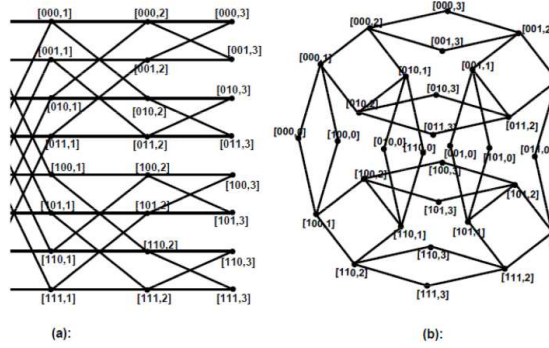 [000,1] [000,2] [000,3]
[001,1] [001,2] [001,3]
[010,1] [010,2] [010,3]
[011,1] [011,2] [011,3]
[100,1] [100,2] [100,3]
[101,1] [101,2] [101,3]
[110,1] [110,2] [110,3]
[111,1] [111,2] [111,3]
(a):
[000,3]
[000,2] [001,2]
[001,3]
[000,1] [010,1] [001,1]
[010,3]
[010,2] [011,3] [011,2]
[100,0] [010,0] [110,0] [001,0] [101,0]
[100,2] [100,3] [101,2]
[101,3]
[100,1] [110,1] [101,1]
[110,3]
[110,2] [111,2]
[111,3]
(b):